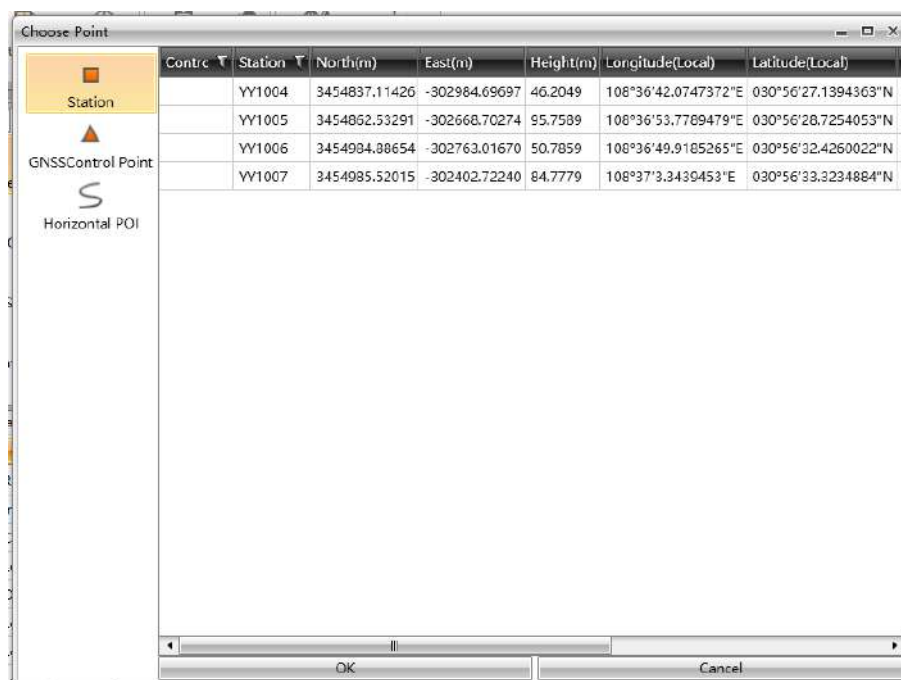 Choose Point
Station
GNSSControl Point
Horizontal POI
Contrc Station North(m) East(m) Height(m) Longitude(Local) Latitude(Local)
YY1004 3454837.11426 -302984.69697 46.2049 108°36'42.0747372"E 030°56'27.1394363"N
YY1005 3454862.53291 -302668.70274 95.7589 108°36'53.7789479"E 030°56'28.7254053"N
YY1006 3454984.88654 -302763.01670 50.7859 108°36'49.9185265"E 030°56'32.4260022"N
YY1007 3454985.52015 -302402.72240 84.7779 108°37'3.3439453"E 030°56'33.3234884"N
OK Cancel